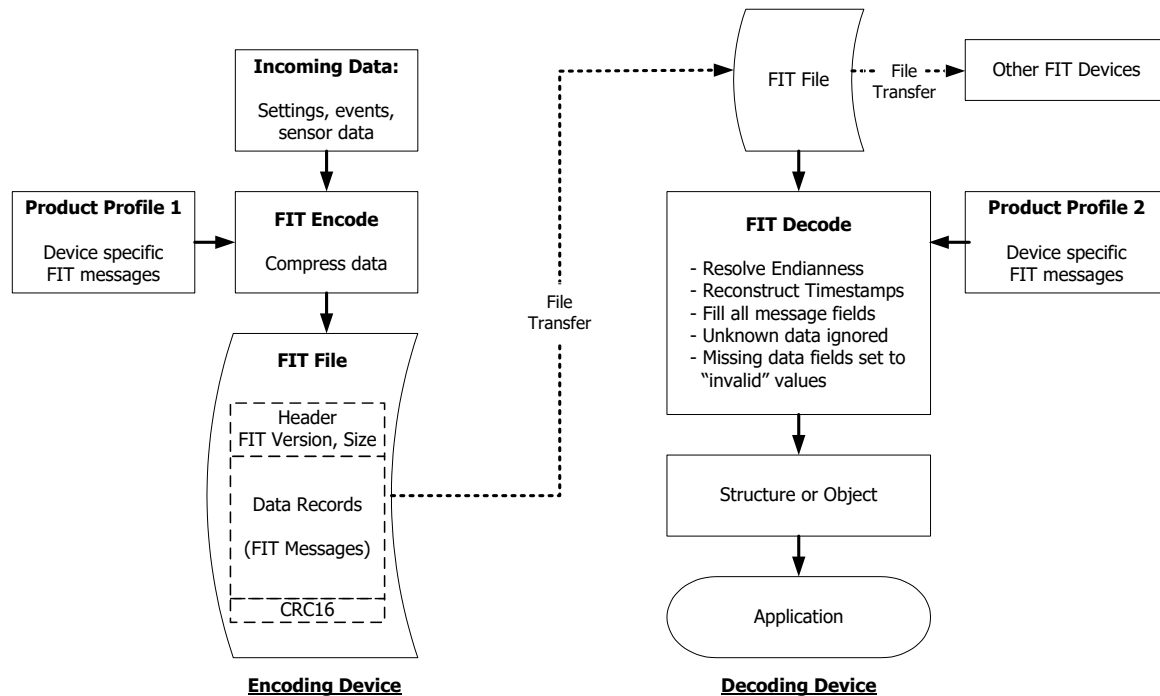 Incoming Data:
Settings, events,
sensor data
Product Profile 1
Device specific
FIT messages
FIT Encode
Compress data
FIT File
Header
FIT Version, Size
Data Records
(FIT Messages)
CRC16
Encoding Device
File
Transfer
FIT File
File
Transfer
Other FIT Devices
FIT Decode
- Resolve Endianness
- Reconstruct Timestamps
- Fill all message fields
- Unknown data ignored
- Missing data fields set to
“invalid” values
Product Profile 2
Device specific
FIT messages
Structure or Object
Application
Decoding Device